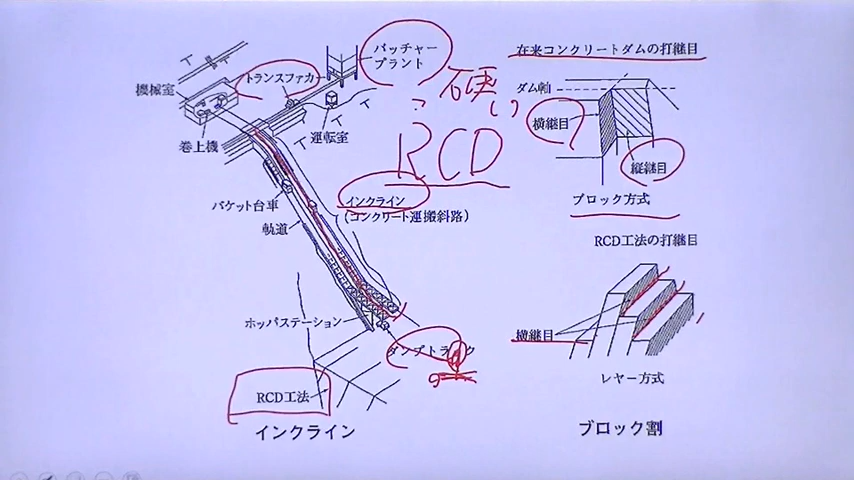 バッチャー
プラント
トランスファカ
機械室
巻上機
運転室
硬い
RCD
バケット台車
軌道
インクライン
(コンクリート運搬斜路)
ホッパステーション
ダンプトラック
RCD工法
インクライン
在来コンクリートダムの打継目
ダム軸
横継目
縦継目
ブロック方式
RCD工法の打継目
横継目
レヤー方式
ブロック割